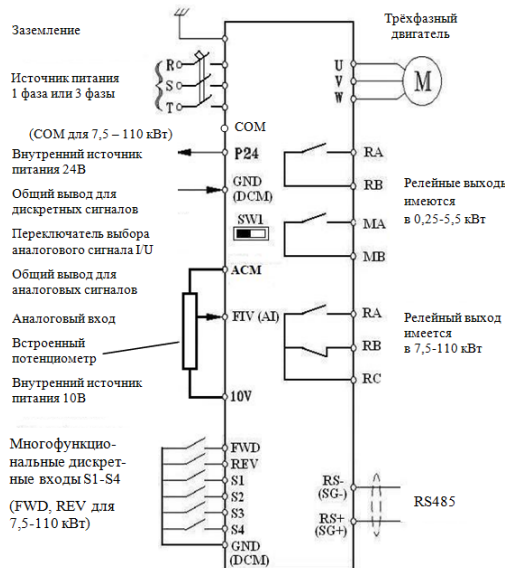 Заземление
Источник питания
1 фаза или 3 фазы
R
S
T
(COM для 7,5 – 110 кВт)
Внутренний источник
питания 24В
Общий вывод для
дискретных сигналов
Переключатель выбора
аналогового сигнала I/U
Общий вывод для
аналоговых сигналов
Аналоговый вход
Встроенный
потенциометр
Внутренний источник
питания 10В
Многофункцио-
нальные дискрет-
ные входы S1-S4
(FWD, REV для
7,5-110 кВт)
COM
P24
GND
(DCM)
SW1
ACM
FIV (AI)
10V
FWD
REV
S1
S2
S3
S4
GND
(DCM)
U
V
W
M
Трёхфазный
двигатель
RA
RB
MA
MB
Релейные выходы
имеются
в 0,25-5,5 кВт
RA
RB
RC
Релейный выход
имеется
в 7,5-110 кВт
RS-
(SG-)
RS+
(SG+)
RS485